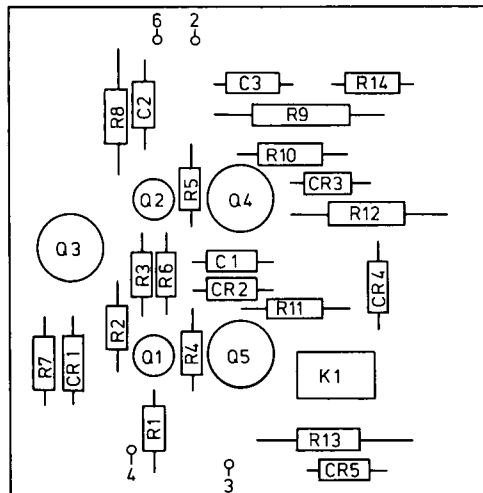 6 2
C3 R14
R8 C2 R9
R10
R5 CR3
Q2 Q4 R12
Q3
R3 R6 C1
CR2 CR4
R2 R11
R7 CR1 Q1 R4 Q5
K1
R1 R13
4 3 CR5